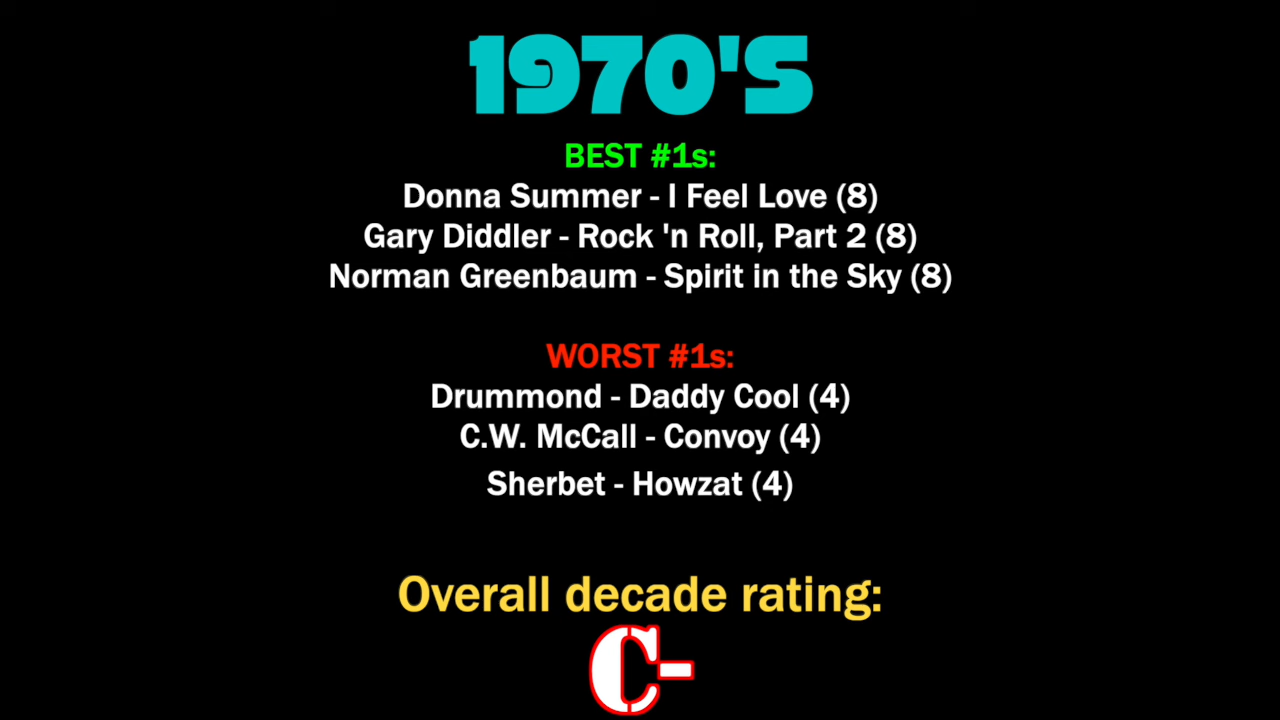 1970'S
BEST #1s:
Donna Summer - I Feel Love (8)
Gary Diddler - Rock 'n Roll, Part 2 (8)
Norman Greenbaum - Spirit in the Sky (8)
WORST #1s:
Drummond - Daddy Cool (4)
C.W. McCall - Convoy (4)
Sherbet - Howzat (4)
Overall decade rating:
C-